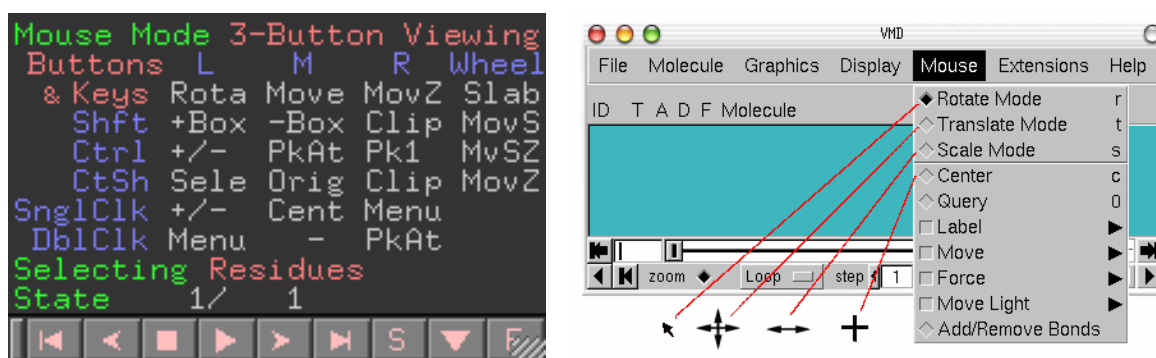 Mouse Mode 3-Button Viewing
Buttons L M R Wheel
& Keys Rota Move MovZ Slab
Shft +Box -Box Clip MovS
Ctrl +/- PkAt Pk1 MvSZ
CtSh Sele Orig Clip MovZ
SnglClk +/- Cent Menu
DblClk Menu - PkAt
Selecting Residues
State 1/ 1
S F
VMD
File Molecule Graphics Display Mouse Extensions Help
ID T A D F Molecule
Rotate Mode r
Translate Mode t
Scale Mode s
Center c
Query 0
Label
Move
Force
Move Light
Add/Remove Bonds
zoom Loop step 1